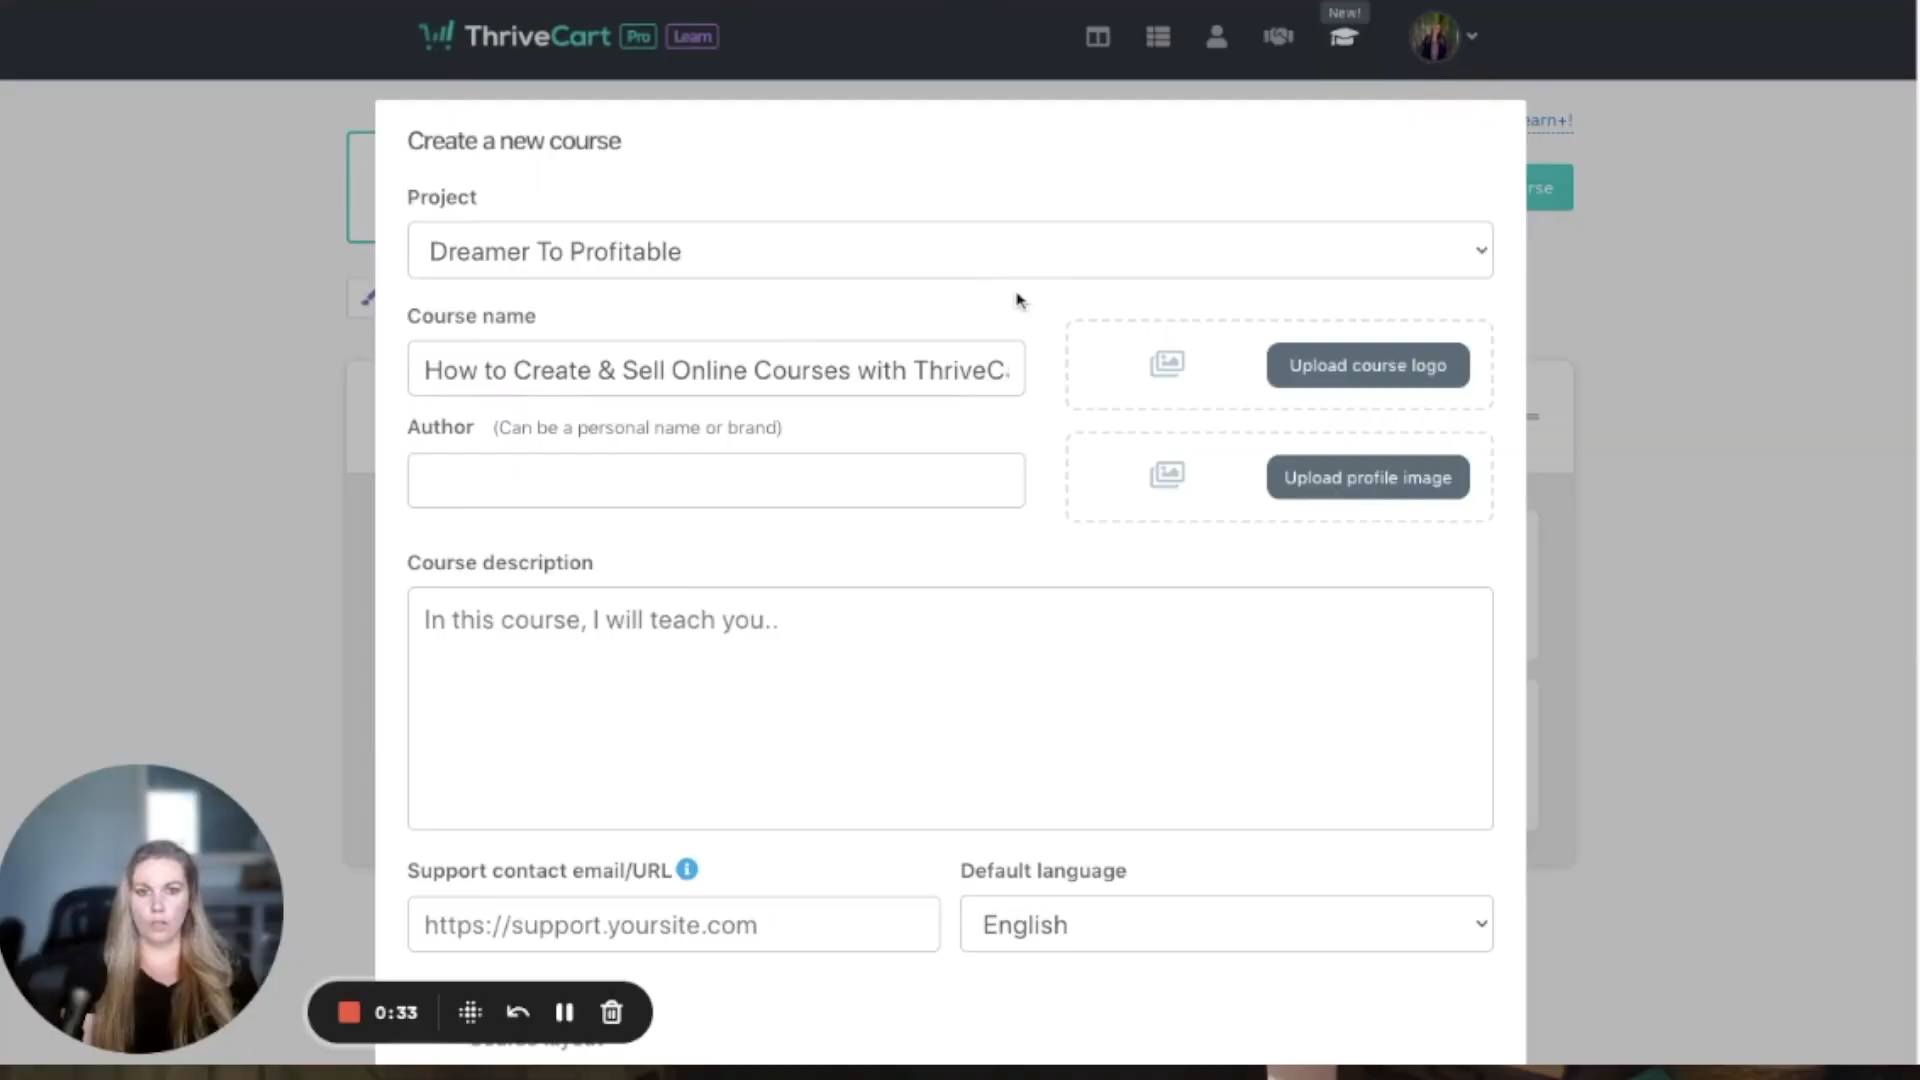 New!
ThriveCart Pro Learn
earn+!
Create a new course
rse
Project
Dreamer To Profitable
Course name
How to Create & Sell Online Courses with ThriveC
Upload course logo
Author (Can be a personal name or brand)
Upload profile image
Course description
In this course, I will teach you..
Support contact email/URL
Default language
https://support.yoursite.com
English
0:33